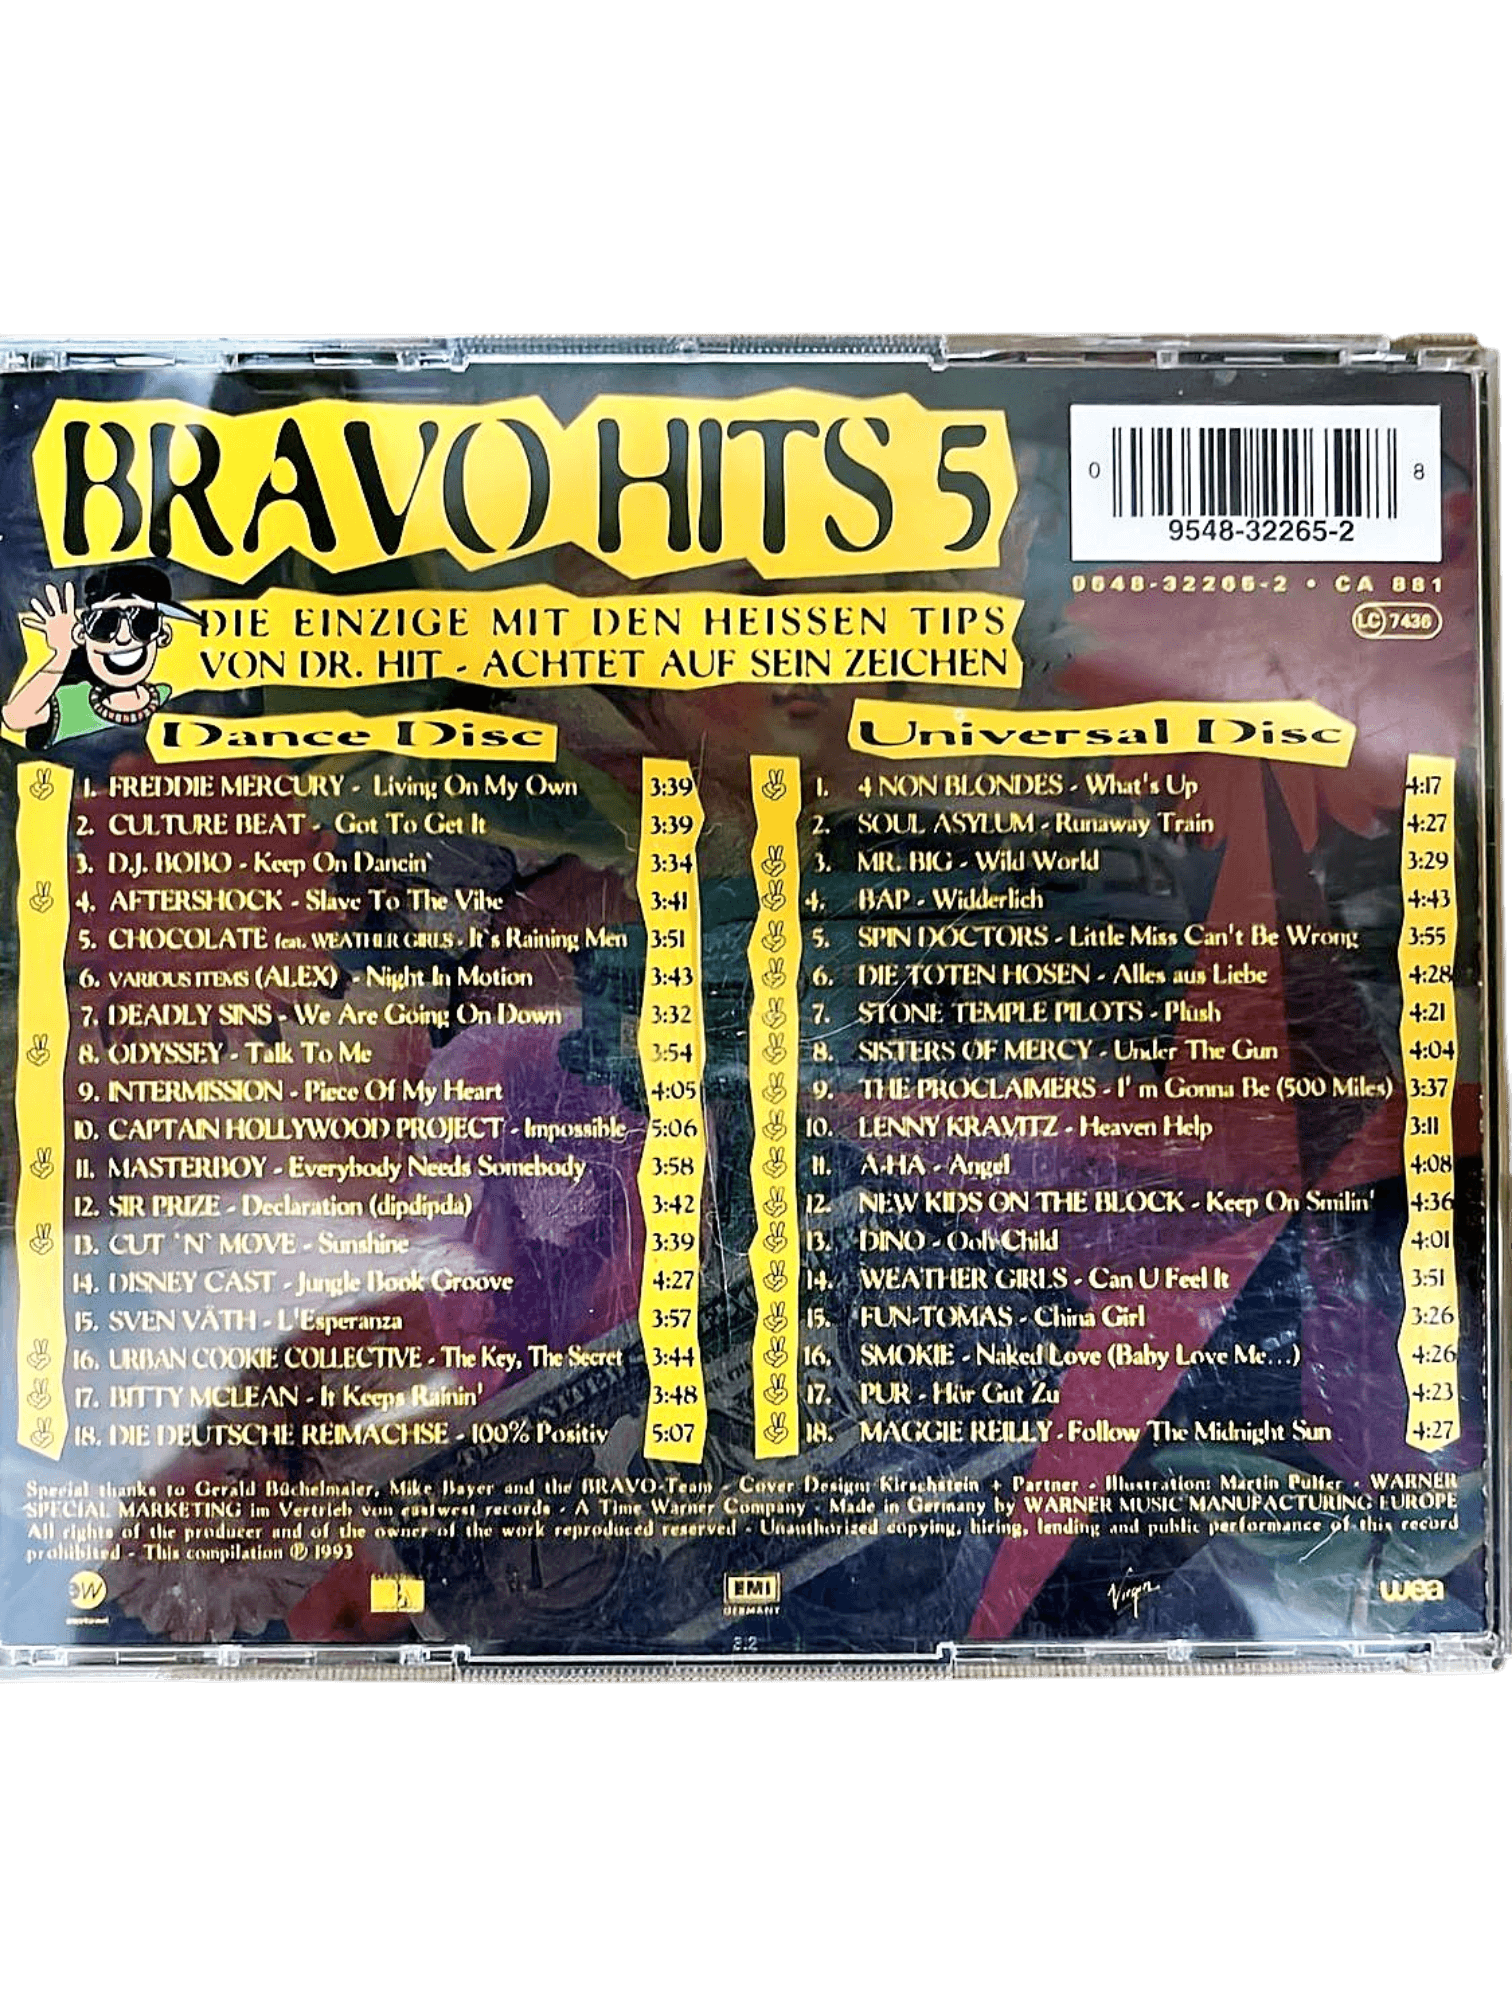 BRAVO HITS 5
0 8
9548-32265-2
9548-32265-2 • CA 881
LC 7436
DIE EINZIGE MIT DEN HEISSEN TIPS
VON DR. HIT - ACHTET AUF SEIN ZEICHEN
Dance Disc
1. FREDDIE MERCURY - Living On My Own 3:39
2. CULTURE BEAT - Got To Get It 3:39
3. D.J. BOBO - Keep On Dancin` 3:34
4. AFTERSHOCK - Slave To The Vibe 3:41
5. CHOCOLATE feat. WEATHER GIRLS - It`s Raining Men 3:51
6. VARIOUS ITEMS (ALEX) - Night In Motion 3:43
7. DEADLY SINS - We Are Going On Down 3:32
8. ODYSSEY - Talk To Me 3:54
9. INTERMISSION - Piece Of My Heart 4:05
10. CAPTAIN HOLLYWOOD PROJECT - Impossible 5:06
11. MASTERBOY - Everybody Needs Somebody 3:58
12. SIR PRIZE - Declaration (dipdipda) 3:42
13. CUT `N` MOVE - Sunshine 3:39
14. DISNEY CAST - Jungle Book Groove 4:27
15. SVEN VÄTH - L'Esperanza 3:57
16. URBAN COOKIE COLLECTIVE - The Key, The Secret 3:44
17. BITTY MCLEAN - It Keeps Rainin' 3:48
18. DIE DEUTSCHE REIMACHSE - 100% Positiv 5:07
Universal Disc
1. 4 NON BLONDES - What's Up 4:17
2. SOUL ASYLUM - Runaway Train 4:27
3. MR. BIG - Wild World 3:29
4. BAP - Widderlich 4:43
5. SPIN DOCTORS - Little Miss Can't Be Wrong 3:55
6. DIE TOTEN HOSEN - Alles aus Liebe 4:28
7. STONE TEMPLE PILOTS - Plush 4:21
8. SISTERS OF MERCY - Under The Gun 4:04
9. THE PROCLAIMERS - I' m Gonna Be (500 Miles) 3:37
10. LENNY KRAVITZ - Heaven Help 3:11
11. A-HA - Angel 4:08
12. NEW KIDS ON THE BLOCK - Keep On Smilin' 4:36
13. DINO - Ooh-Child 4:01
14. WEATHER GIRLS - Can U Feel It 3:51
15. FUN-TOMAS - China Girl 3:26
16. SMOKIE - Naked Love (Baby Love Me...) 4:26
17. PUR - Hör Gut Zu 4:23
18. MAGGIE REILLY - Follow The Midnight Sun 4:27
Special thanks to Gerald Büchelmaier, Mike Bayer and the BRAVO-Team - Cover Design: Kirschstein + Partner - Illustration: Martin Pulfer - WARNER
SPECIAL MARKETING im Vertrieb von eastwest records - A Time Warner Company - Made in Germany by WARNER MUSIC MANUFACTURING EUROPE
All rights of the producer and of the owner of the work reproduced reserved - Unauthorized copying, hiring, lending and public performance of this record
prohibited - This compilation ℗ 1993
ew
EMI
GERMANY
Virgin
wea